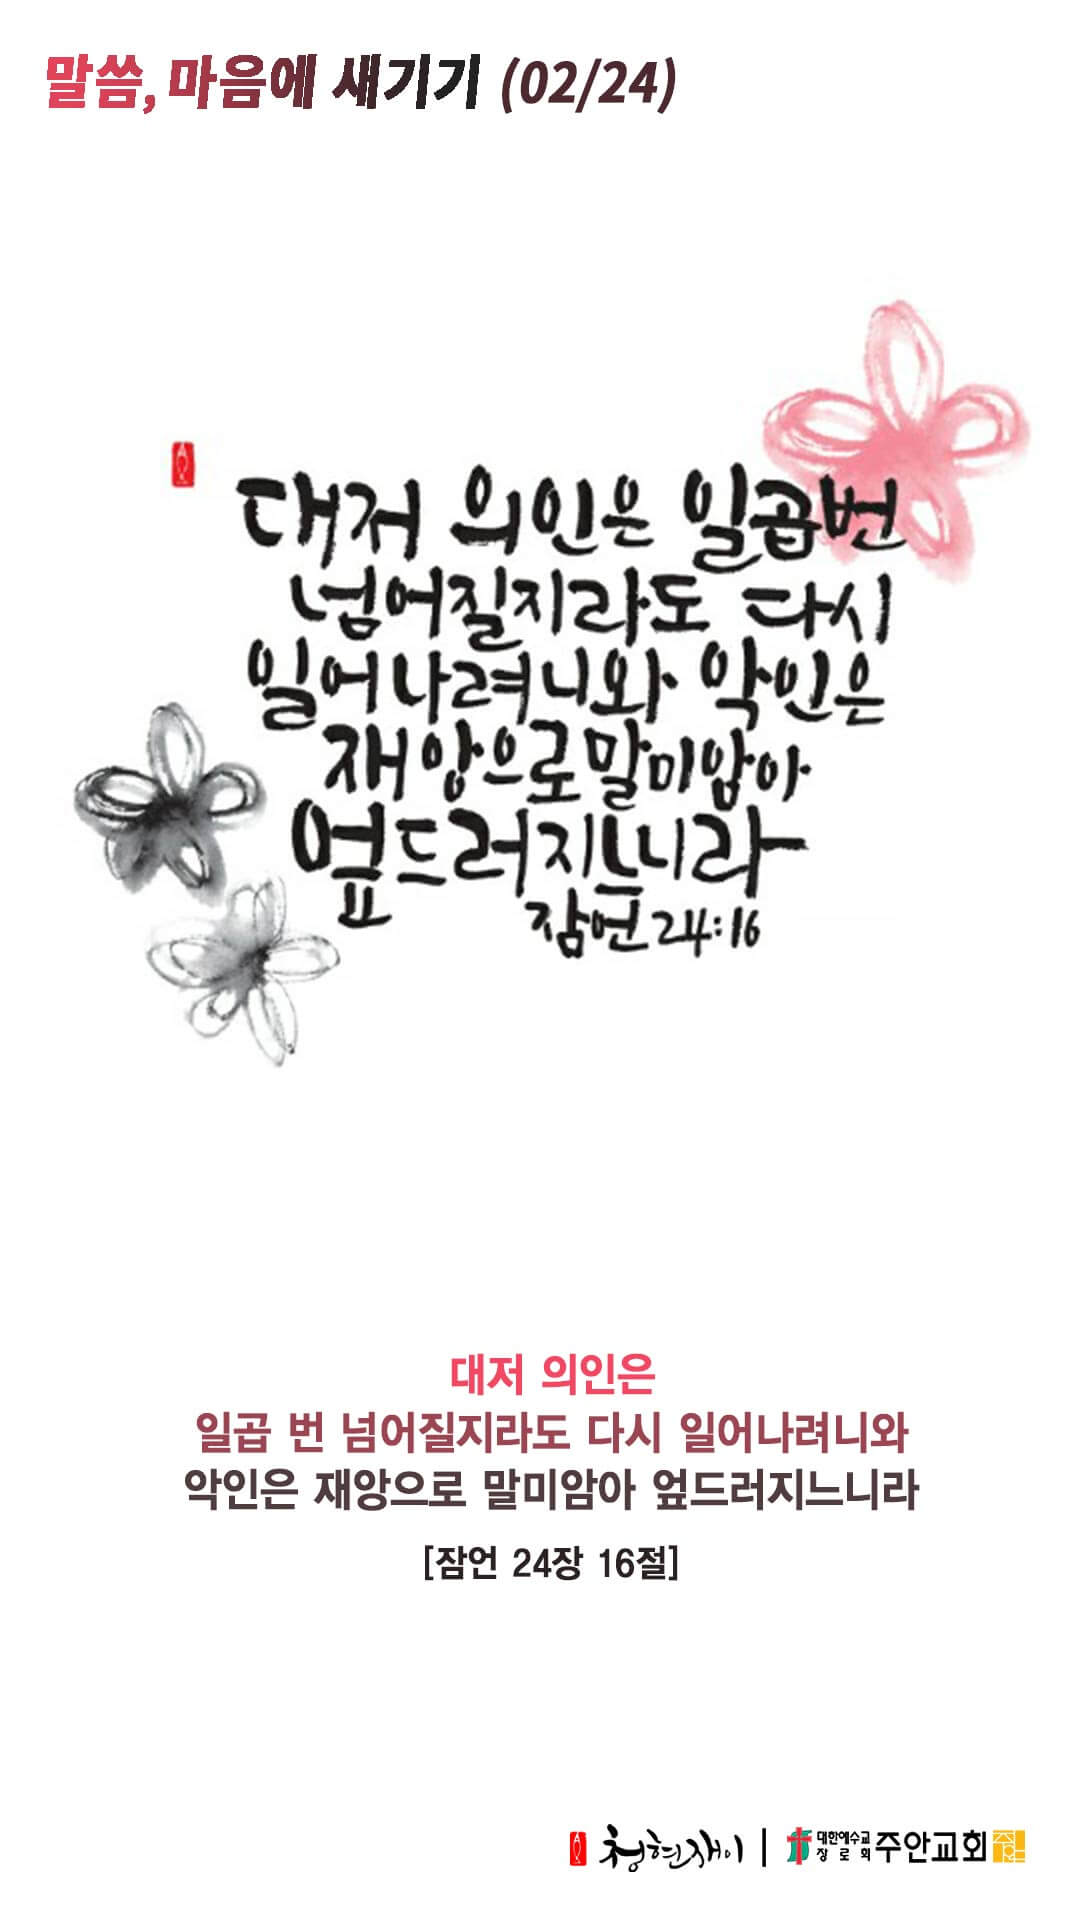 말씀, 마음에 새기기 (02/24)
대저 의인은 일곱번
넘어질지라도 다시
일어나려니와 악인은
재앙으로말미암아
엎드러지느니라
잠언 24:16
대저 의인은
일곱 번 넘어질지라도 다시 일어나려니와
악인은 재앙으로 말미암아 엎드러지느니라
[잠언 24장 16절]
청현재이 | 대한예수교 장로회 주안교회